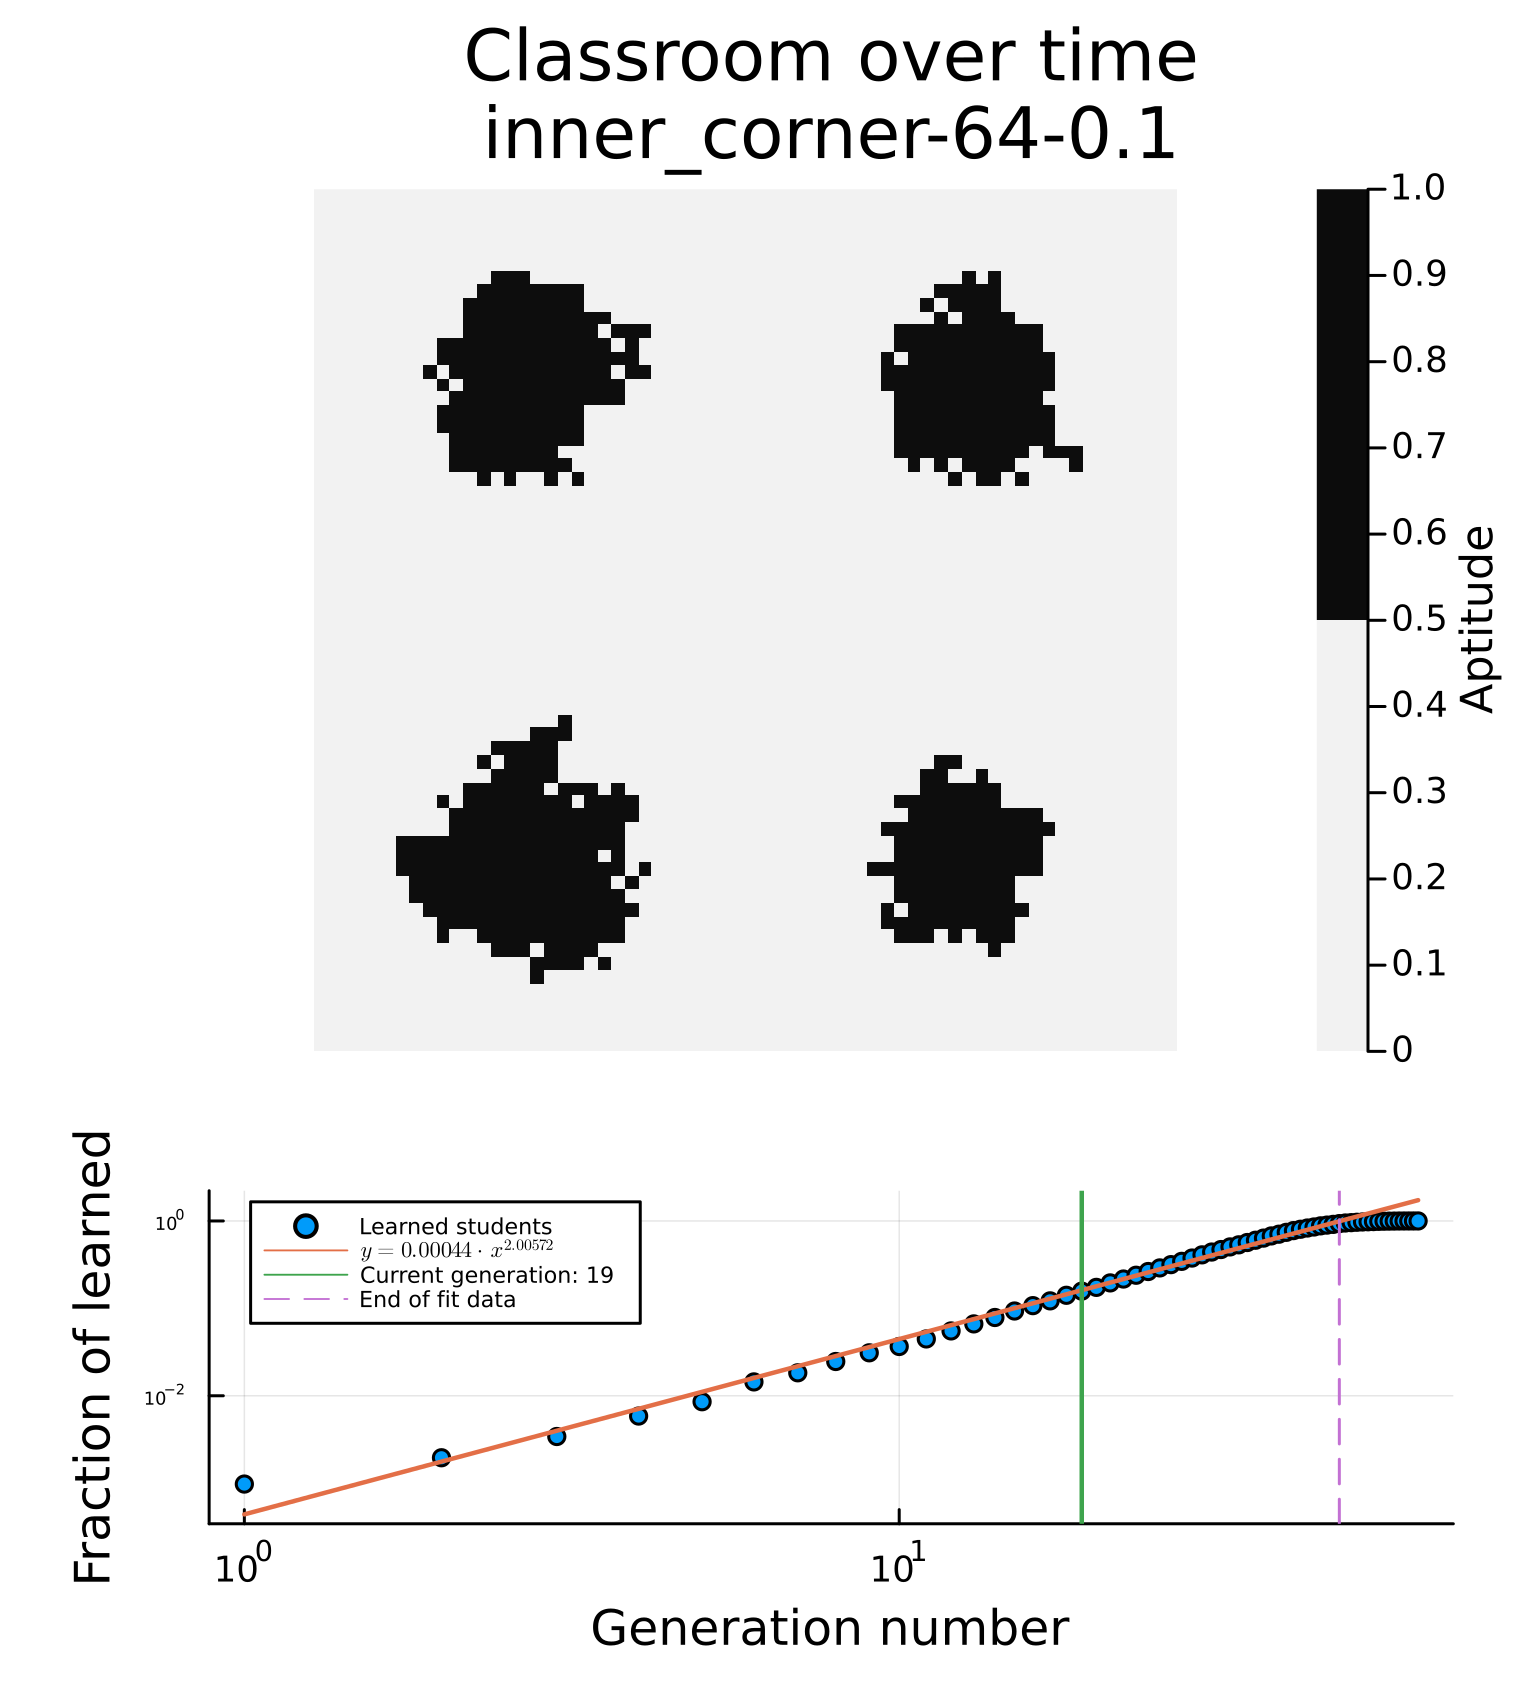 Classroom over time
inner_corner-64-0.1
1.0
0.9
0.8
0.7
0.6
0.5
0.4
0.3
0.2
0.1
0
Aptitude
Fraction of learned
10^0
10^-2
Learned students
y = 0.00044 · x^2.00572
Current generation: 19
End of fit data
10^0
10^1
Generation number